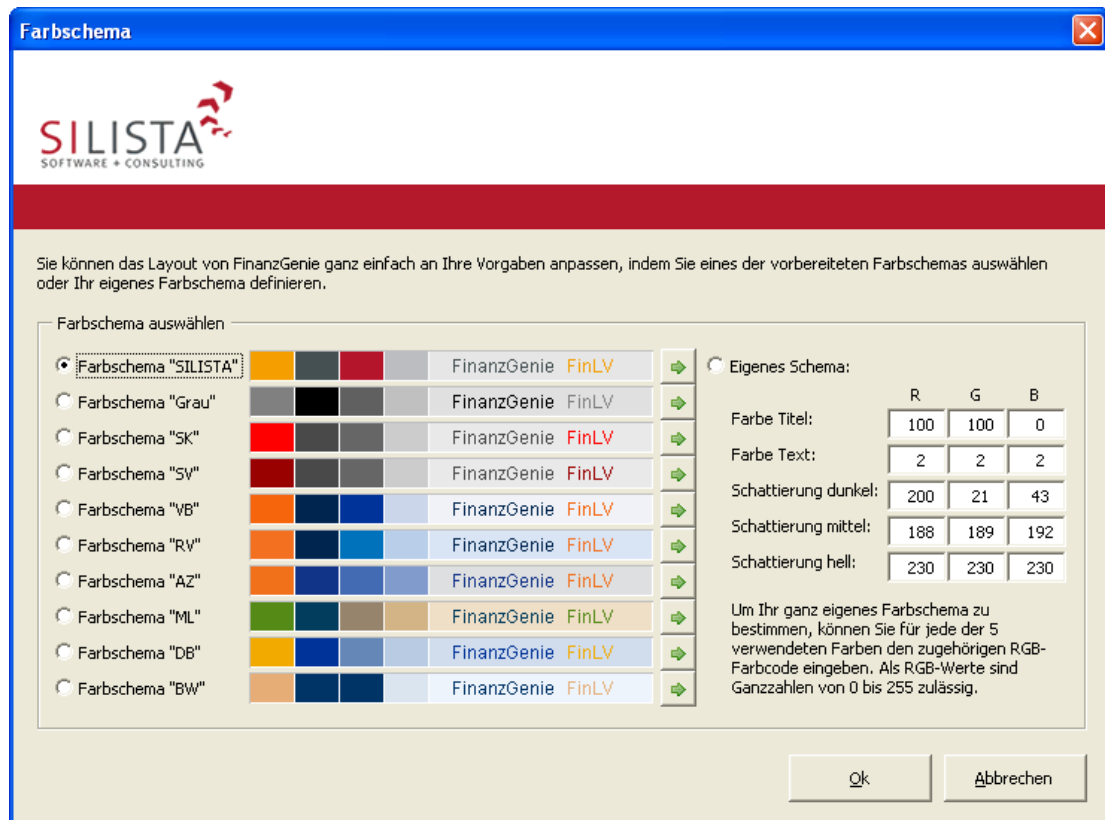 Farbschema
SILISTA
SOFTWARE + CONSULTING
Sie können das Layout von FinanzGenie ganz einfach an Ihre Vorgaben anpassen, indem Sie eines der vorbereiteten Farbschemas auswählen
oder Ihr eigenes Farbschema definieren.
Farbschema auswählen
Farbschema "SILISTA" FinanzGenie FinLV
Farbschema "Grau" FinanzGenie FinLV
Farbschema "SK" FinanzGenie FinLV
Farbschema "SV" FinanzGenie FinLV
Farbschema "VB" FinanzGenie FinLV
Farbschema "RV" FinanzGenie FinLV
Farbschema "AZ" FinanzGenie FinLV
Farbschema "ML" FinanzGenie FinLV
Farbschema "DB" FinanzGenie FinLV
Farbschema "BW" FinanzGenie FinLV
Eigenes Schema:
R G B
Farbe Titel: 100 100 0
Farbe Text: 2 2 2
Schattierung dunkel: 200 21 43
Schattierung mittel: 188 189 192
Schattierung hell: 230 230 230
Um Ihr ganz eigenes Farbschema zu
bestimmen, können Sie für jede der 5
verwendeten Farben den zugehörigen RGB-
Farbcode eingeben. Als RGB-Werte sind
Ganzzahlen von 0 bis 255 zulässig.
Ok Abbrechen